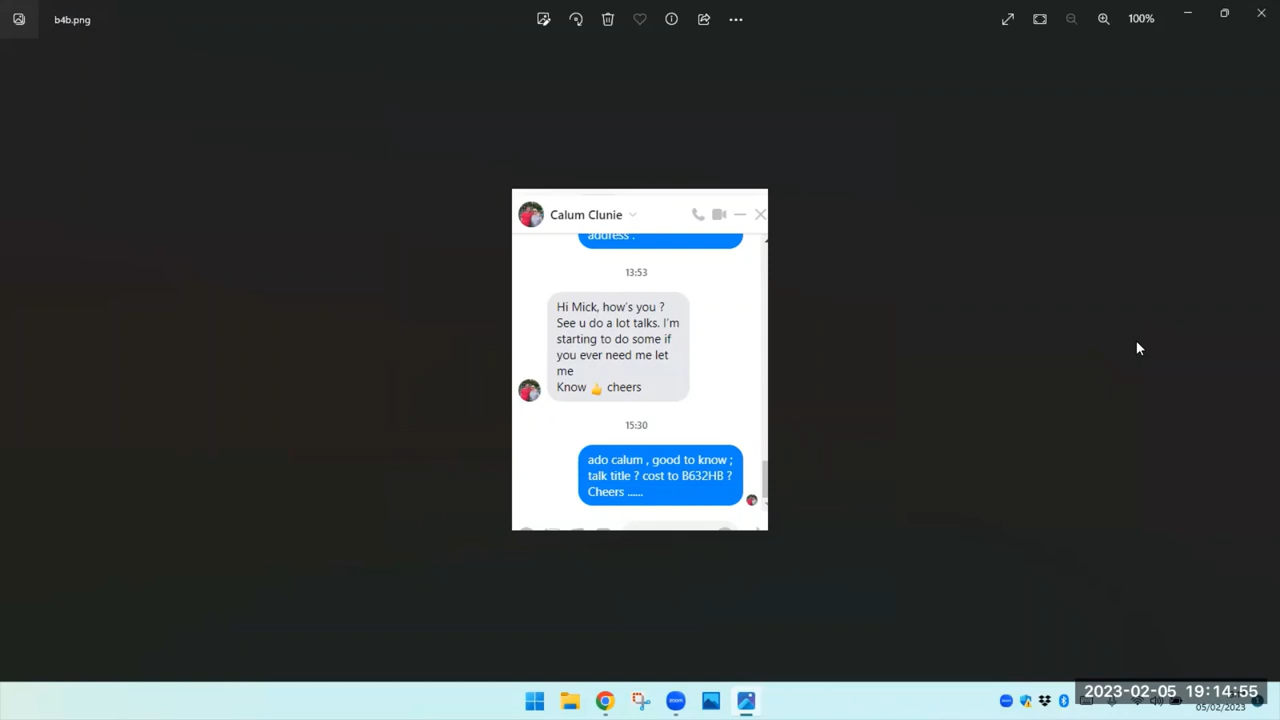 b4b.png
100%
Calum Clunie
address .
13:53
Hi Mick, how's you ?
See u do a lot talks. I'm
starting to do some if
you ever need me let
me
Know 👍 cheers
15:30
ado calum , good to know ;
talk title ? cost to B632HB ?
Cheers ......
zoom
2023-02-05 19:14:55
05/02/2023